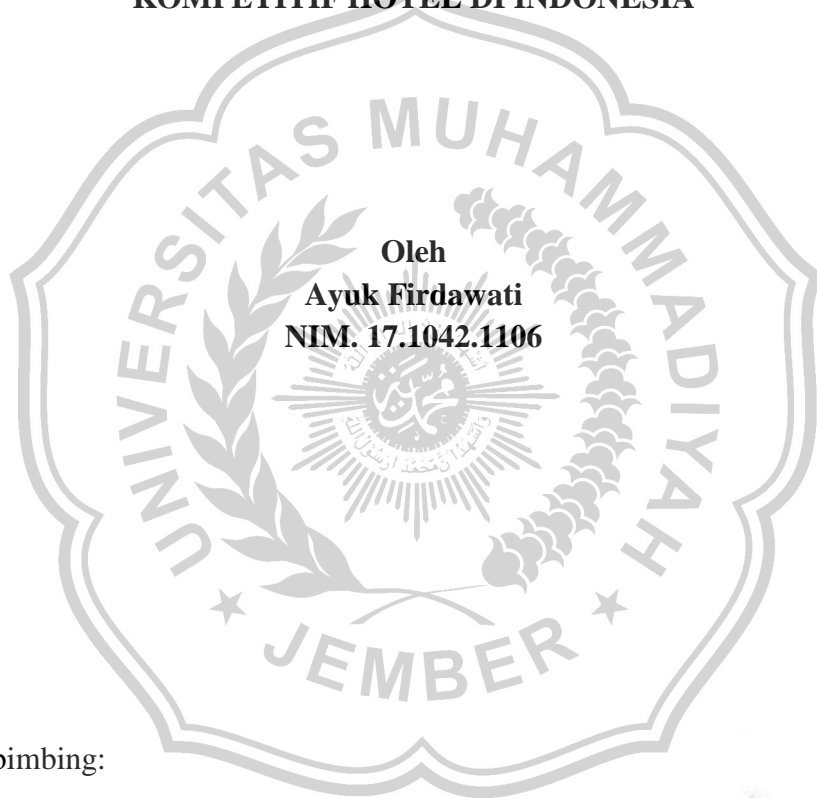 KOMPETITIF HOTEL DI INDONESIA
UNIVERSITAS MUHAMMADIYAH
Oleh
Ayuk Firdawati
NIM. 17.1042.1106
JEMBER
bimbing: